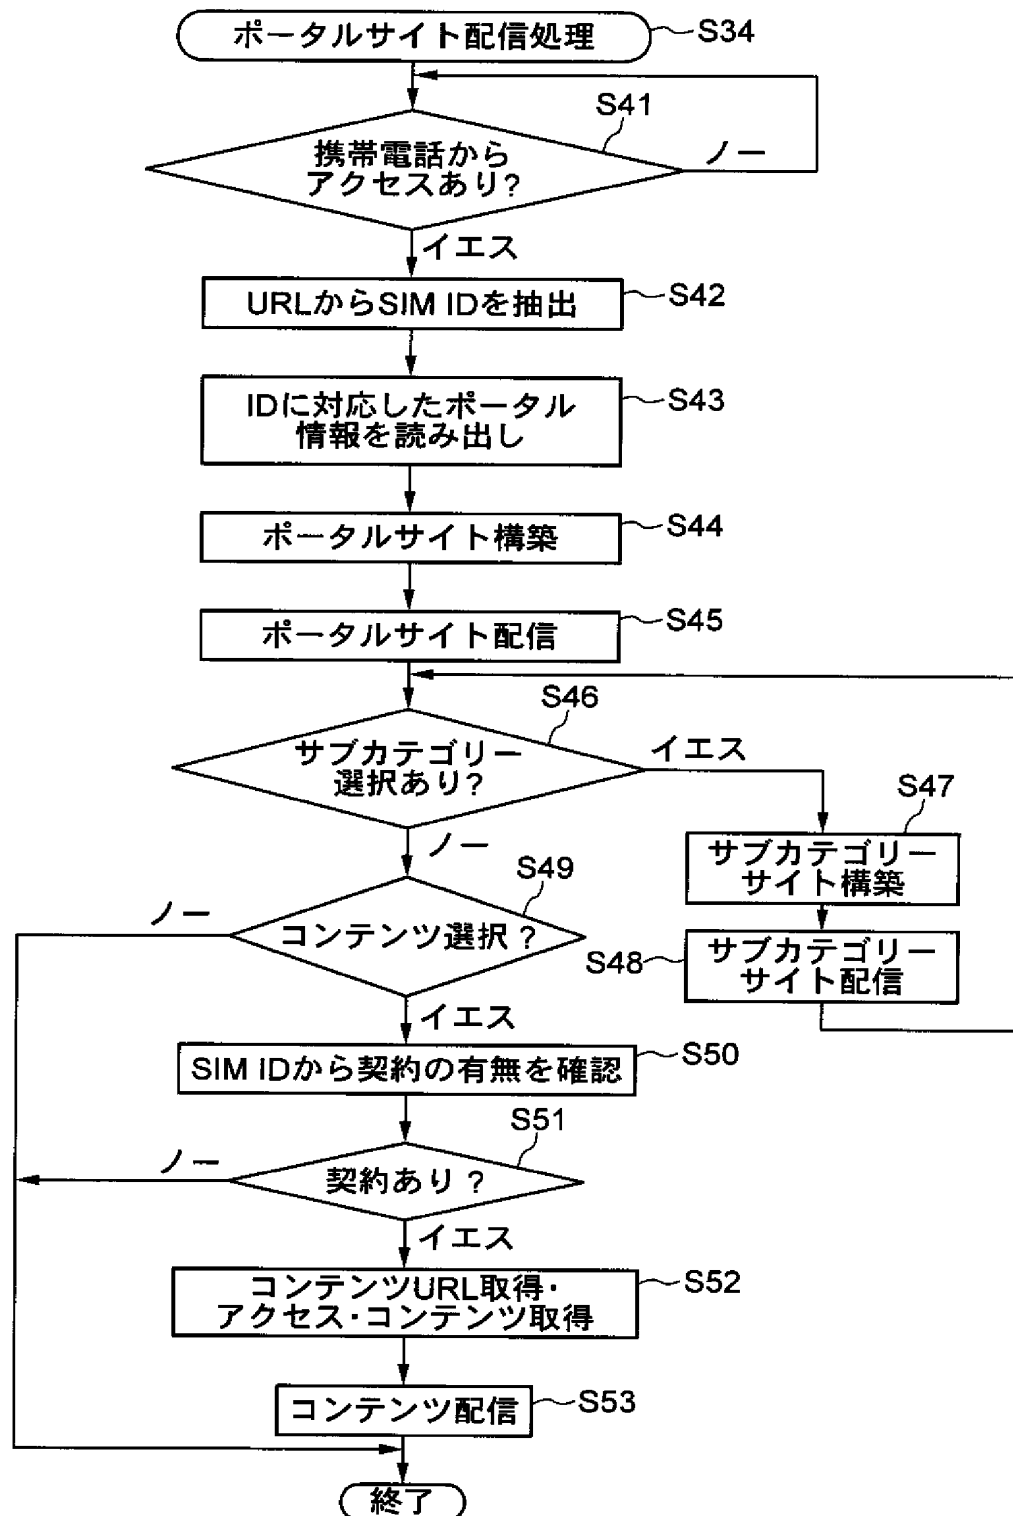 ポータルサイト配信処理
S34
S41
携帯電話から
アクセスあり?
ノー
イエス
URLからSIM IDを抽出
S42
IDに対応したポータル
情報を読み出し
S43
ポータルサイト構築
S44
ポータルサイト配信
S45
S46
サブカテゴリー
選択あり?
イエス
ノー
S47
サブカテゴリー
サイト構築
S48
サブカテゴリー
サイト配信
S49
コンテンツ選択?
ノー
イエス
SIM IDから契約の有無を確認
S50
S51
契約あり?
ノー
イエス
コンテンツURL取得・
アクセス・コンテンツ取得
S52
コンテンツ配信
S53
終了